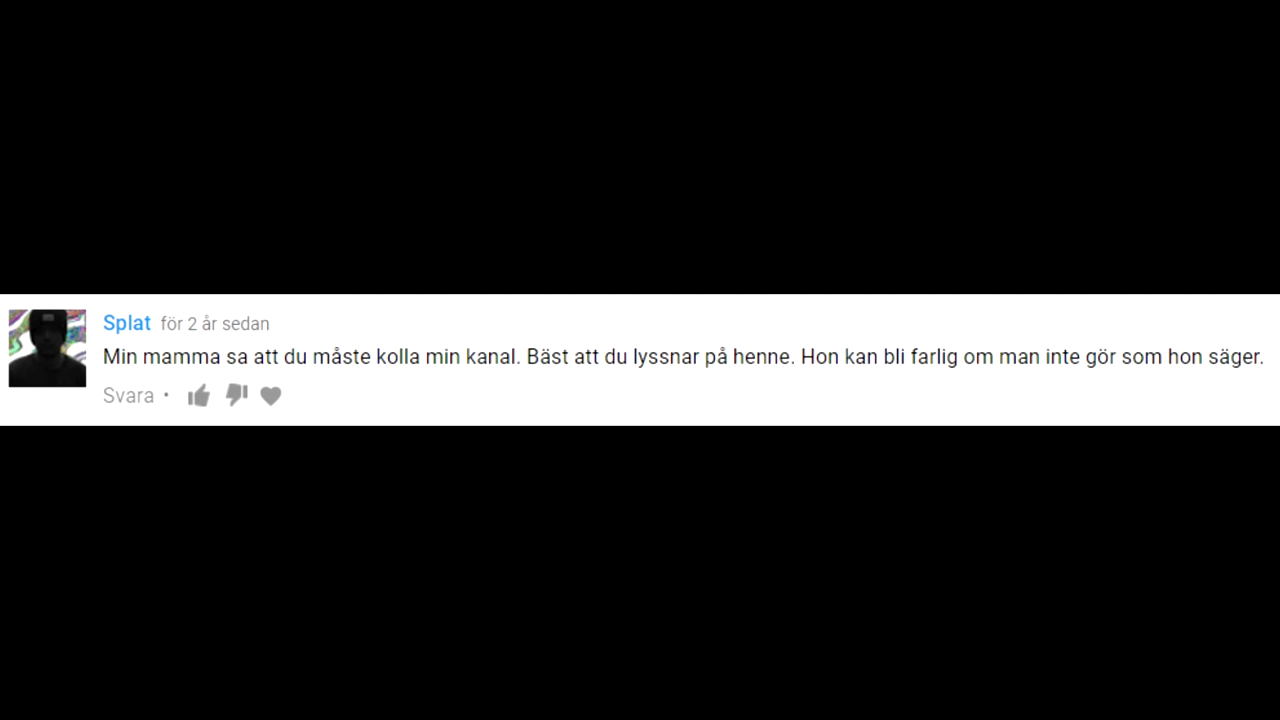 Splat för 2 år sedan
Min mamma sa att du måste kolla min kanal. Bäst att du lyssnar på henne. Hon kan bli farlig om man inte gör som hon säger.
Svara •